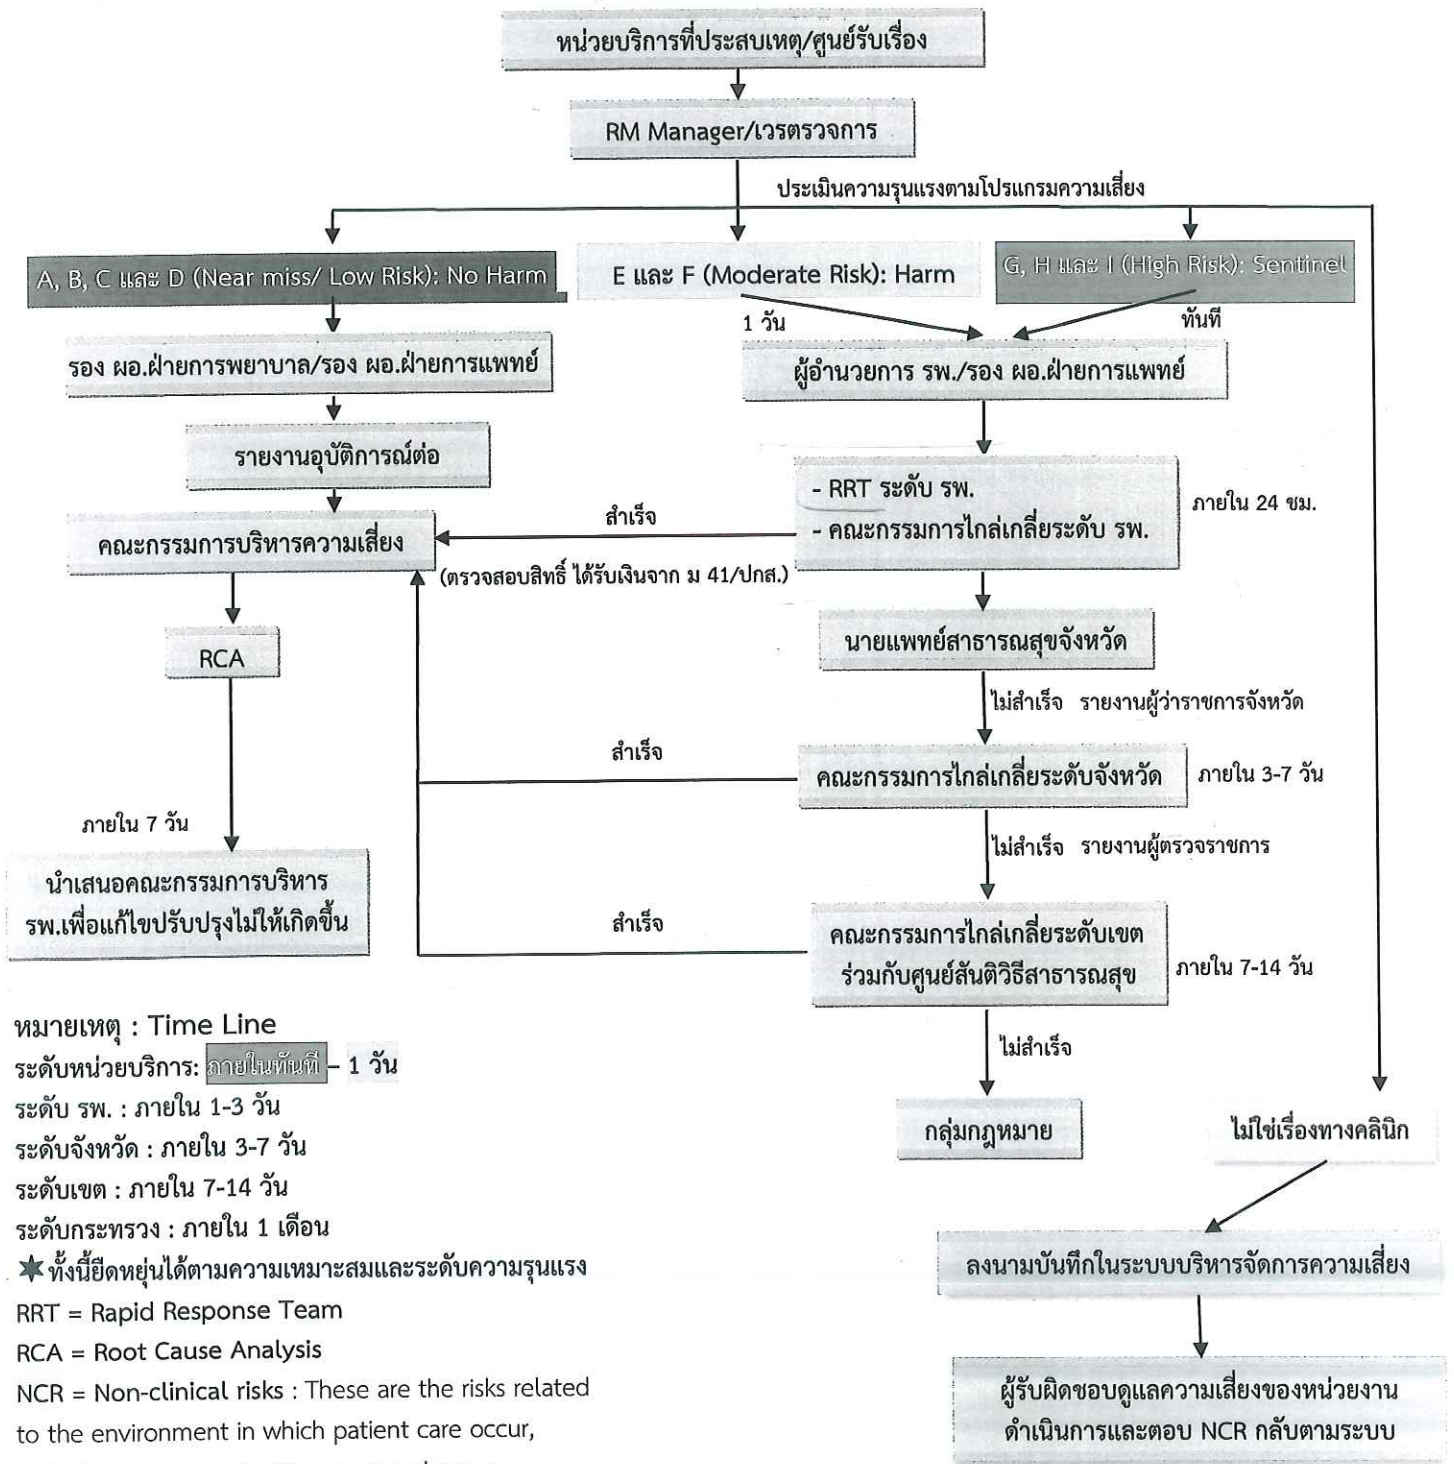 หน่วยบริการที่ประสบเหตุ/ศูนย์รับเรื่อง
RM Manager/เวรตรวจการ
ประเมินความรุนแรงตามโปรแกรมความเสี่ยง
A, B, C และ D (Near miss/ Low Risk): No Harm
E และ F (Moderate Risk): Harm
G, H และ I (High Risk): Sentinel
1 วัน
ทันที
รอง ผอ.ฝ่ายการพยาบาล/รอง ผอ.ฝ่ายการแพทย์
ผู้อำนวยการ รพ./รอง ผอ.ฝ่ายการแพทย์
รายงานอุบัติการณ์ต่อ
- RRT ระดับ รพ.
- คณะกรรมการไกล่เกลี่ยระดับ รพ.
ภายใน 24 ชม.
สำเร็จ
คณะกรรมการบริหารความเสี่ยง
(ตรวจสอบสิทธิ์ ได้รับเงินจาก ม 41/ปกส.)
นายแพทย์สาธารณสุขจังหวัด
RCA
ไม่สำเร็จ รายงานผู้ว่าราชการจังหวัด
สำเร็จ
คณะกรรมการไกล่เกลี่ยระดับจังหวัด
ภายใน 3-7 วัน
ภายใน 7 วัน
ไม่สำเร็จ รายงานผู้ตรวจราชการ
นำเสนอคณะกรรมการบริหาร
รพ.เพื่อแก้ไขปรับปรุงไม่ให้เกิดขึ้น
สำเร็จ
คณะกรรมการไกล่เกลี่ยระดับเขต
ร่วมกับศูนย์สันติวิธีสาธารณสุข
ภายใน 7-14 วัน
ไม่สำเร็จ
กลุ่มกฎหมาย
ไม่ใช่เรื่องทางคลินิก
ลงนามบันทึกในระบบบริหารจัดการความเสี่ยง
ผู้รับผิดชอบดูแลความเสี่ยงของหน่วยงาน
ดำเนินการและตอบ NCR กลับตามระบบ
หมายเหตุ : Time Line
ระดับหน่วยบริการ: ภายในทันที – 1 วัน
ระดับ รพ. : ภายใน 1-3 วัน
ระดับจังหวัด : ภายใน 3-7 วัน
ระดับเขต : ภายใน 7-14 วัน
ระดับกระทรวง : ภายใน 1 เดือน
★ ทั้งนี้ยืดหยุ่นได้ตามความเหมาะสมและระดับความรุนแรง
RRT = Rapid Response Team
RCA = Root Cause Analysis
NCR = Non-clinical risks : These are the risks related
to the environment in which patient care occur,